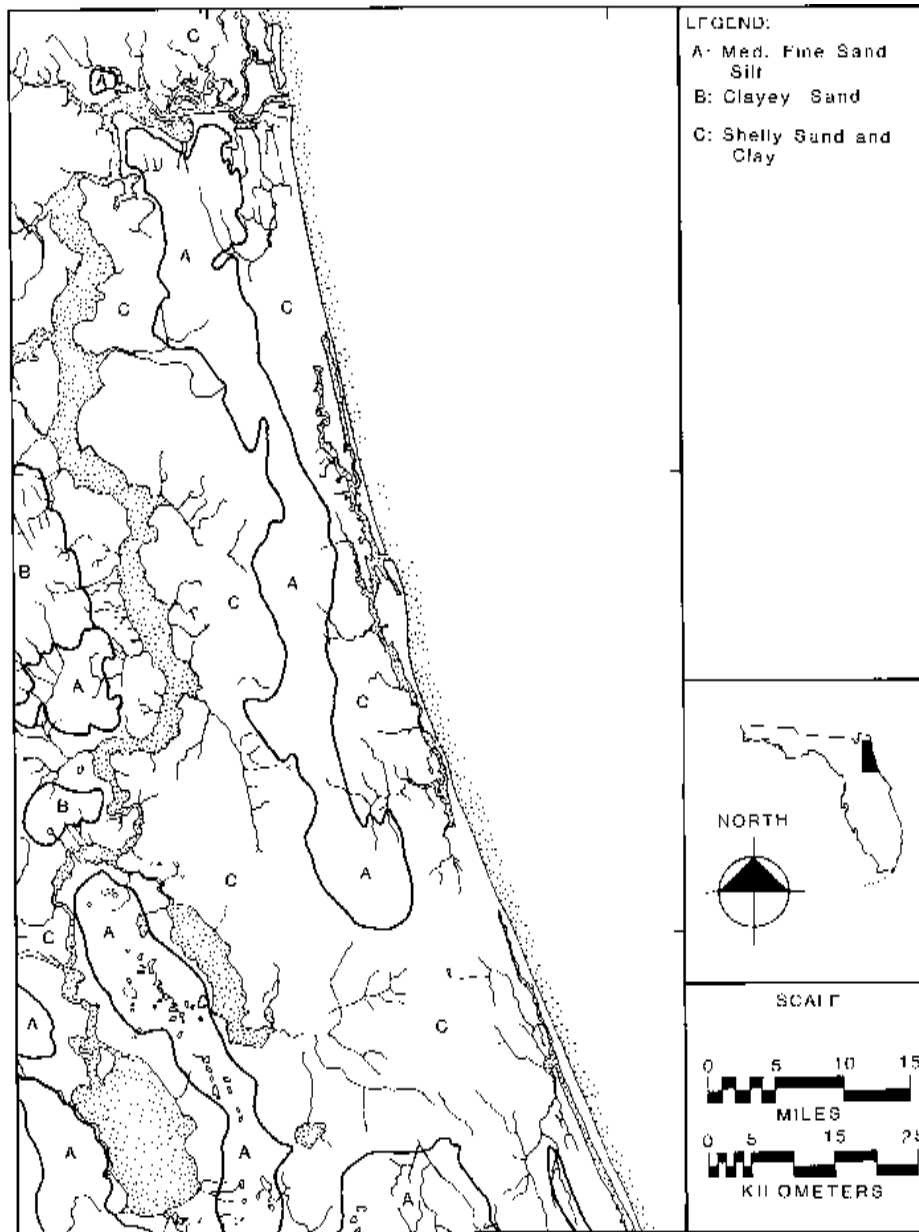 LEGEND:
A: Med. Fine Sand
Silt
B: Clayey Sand
C: Shelly Sand and
Clay
C
A
A
C
C
B
A
C
A
C
B
A
C
A
C
A
C
A
A
A
NORTH
SCALE
0 5 10 15
MILES
0 5 15 25
KILOMETERS